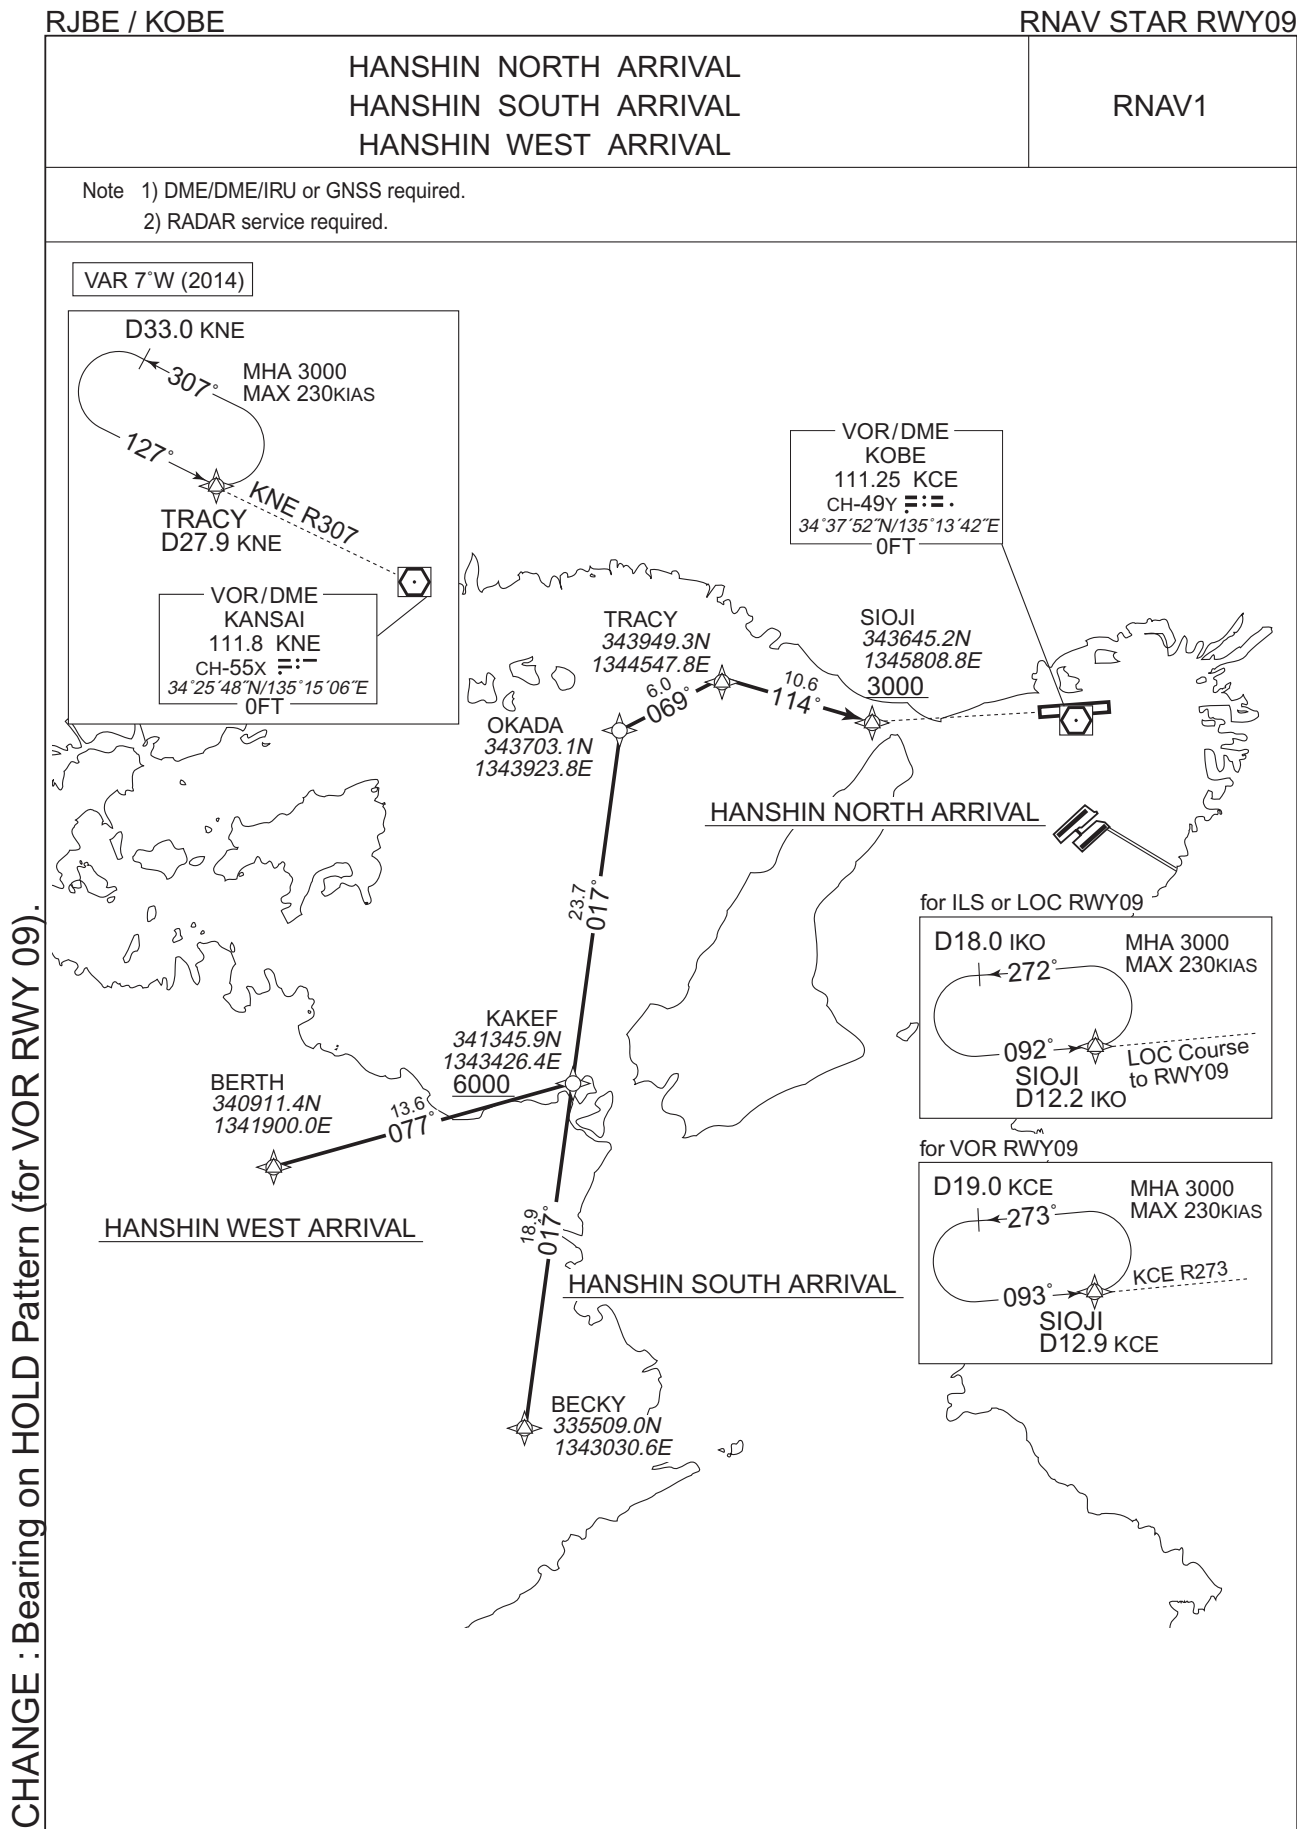 RJBE / KOBE
RNAV STAR RWY09
HANSHIN NORTH ARRIVAL
HANSHIN SOUTH ARRIVAL
HANSHIN WEST ARRIVAL
RNAV1
Note 1) DME/DME/IRU or GNSS required.
2) RADAR service required.
VAR 7˚W (2014)
D33.0 KNE
307˚
MHA 3000
MAX 230KIAS
127˚
KNE R307
TRACY
D27.9 KNE
VOR/DME
KANSAI
111.8 KNE
CH-55X
34˚25´48˝N/135˚15´06˝E
0FT
VOR/DME
KOBE
111.25 KCE
CH-49Y
34˚37´52˝N/135˚13´42˝E
0FT
TRACY
343949.3N
1344547.8E
SIOJI
343645.2N
1345808.8E
3000
6.0
069˚
10.6
114˚
OKADA
343703.1N
1343923.8E
HANSHIN NORTH ARRIVAL
23.7
017˚
for ILS or LOC RWY09
D18.0 IKO
MHA 3000
MAX 230KIAS
272˚
092˚
SIOJI
D12.2 IKO
LOC Course
to RWY09
KAKEF
341345.9N
1343426.4E
6000
BERTH
340911.4N
1341900.0E
13.6
077˚
HANSHIN WEST ARRIVAL
18.9
017˚
for VOR RWY09
D19.0 KCE
MHA 3000
MAX 230KIAS
273˚
093˚
KCE R273
SIOJI
D12.9 KCE
HANSHIN SOUTH ARRIVAL
BECKY
335509.0N
1343030.6E
CHANGE : Bearing on HOLD Pattern (for VOR RWY 09).